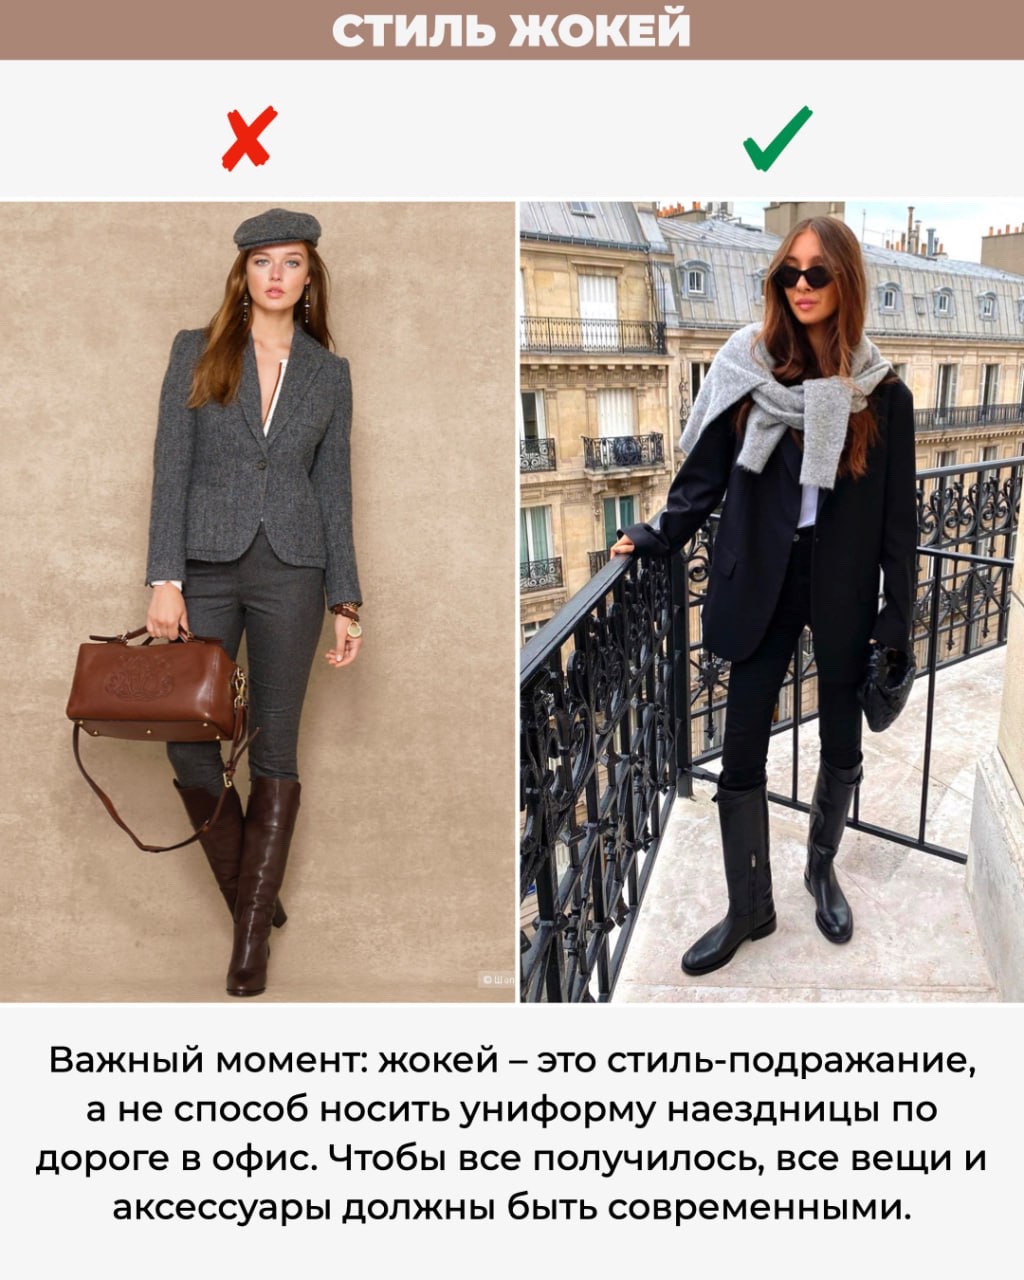 СТИЛЬ ЖОКЕЙ
© Шоп
Важный момент: жокей – это стиль-подражание,
а не способ носить униформу наездницы по
дороге в офис. Чтобы все получилось, все вещи и
аксессуары должны быть современными.